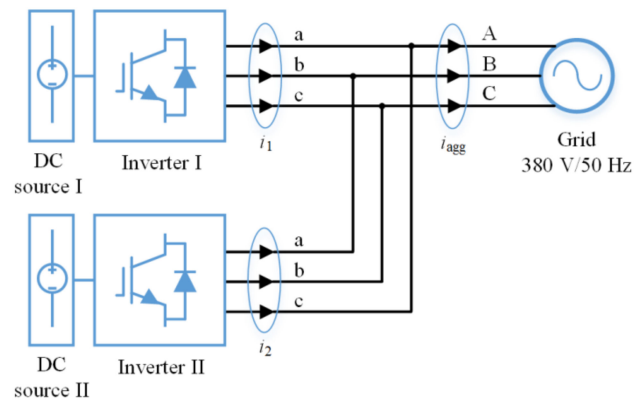 a
b
c
A
B
C
i1
iagg
DC
source I
Inverter I
Grid
380 V/50 Hz
a
b
c
i2
DC
source II
Inverter II